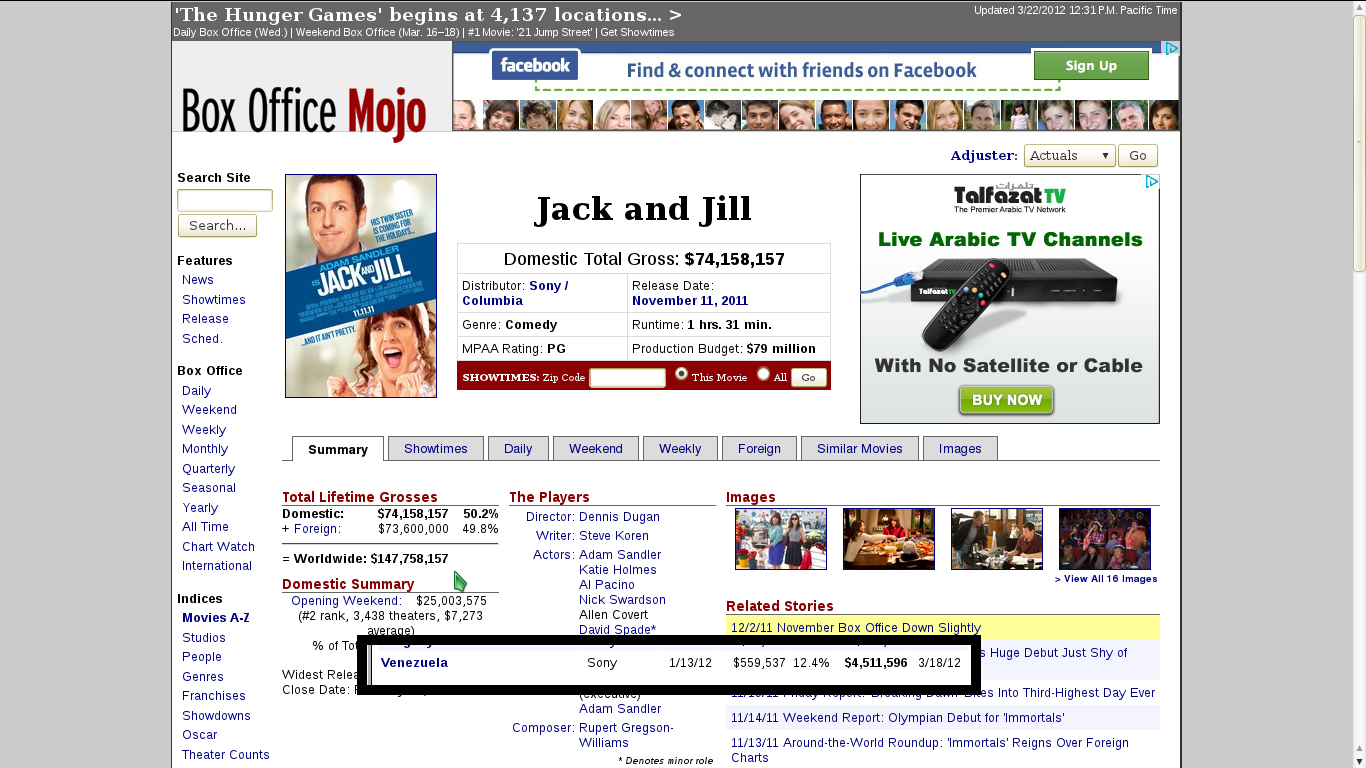 'The Hunger Games' begins at 4,137 locations... >
Updated 3/22/2012 12:31 P.M. Pacific Time
Daily Box Office (Wed.) | Weekend Box Office (Mar. 16–18) | #1 Movie: '21 Jump Street' | Get Showtimes
facebook
Find & connect with friends on Facebook
Sign Up
Box Office Mojo
Adjuster: Actuals Go
Search Site
Search...
Features
News
Showtimes
Release
Sched.
Box Office
Daily
Weekend
Weekly
Monthly
Quarterly
Seasonal
Yearly
All Time
Chart Watch
International
Indices
Movies A-Z
Studios
People
Genres
Franchises
Showdowns
Oscar
Theater Counts
HIS TWIN SISTER
IS COMING FOR
THE HOLIDAYS...
ADAM SANDLER
IS JACK AND JILL
11.11.11
...AND IT AIN'T PRETTY.
Jack and Jill
Domestic Total Gross: $74,158,157
Distributor: Sony /
Columbia
Release Date:
November 11, 2011
Genre: Comedy
Runtime: 1 hrs. 31 min.
MPAA Rating: PG
Production Budget: $79 million
SHOWTIMES: Zip Code This Movie All Go
تلفزات
Talfazat TV
The Premier Arabic TV Network
Live Arabic TV Channels
Talfazat TV
With No Satellite or Cable
BUY NOW
Summary
Showtimes
Daily
Weekend
Weekly
Foreign
Similar Movies
Images
Total Lifetime Grosses
Domestic: $74,158,157 50.2%
+ Foreign: $73,600,000 49.8%
= Worldwide: $147,758,157
Domestic Summary
Opening Weekend: $25,003,575
(#2 rank, 3,438 theaters, $7,273
average)
% of Tot
Widest Relea
Close Date:
The Players
Director: Dennis Dugan
Writer: Steve Koren
Actors: Adam Sandler
Katie Holmes
Al Pacino
Nick Swardson
Allen Covert
David Spade*
(executive)
Adam Sandler
Composer: Rupert Gregson-
Williams
* Denotes minor role
Images
> View All 16 Images
Related Stories
12/2/11 November Box Office Down Slightly
s Huge Debut Just Shy of
11/18/11 Friday Report: 'Breaking Dawn' Bites Into Third-Highest Day Ever
11/14/11 Weekend Report: Olympian Debut for 'Immortals'
11/13/11 Around-the-World Roundup: 'Immortals' Reigns Over Foreign
Charts
Venezuela Sony 1/13/12 $559,537 12.4% $4,511,596 3/18/12